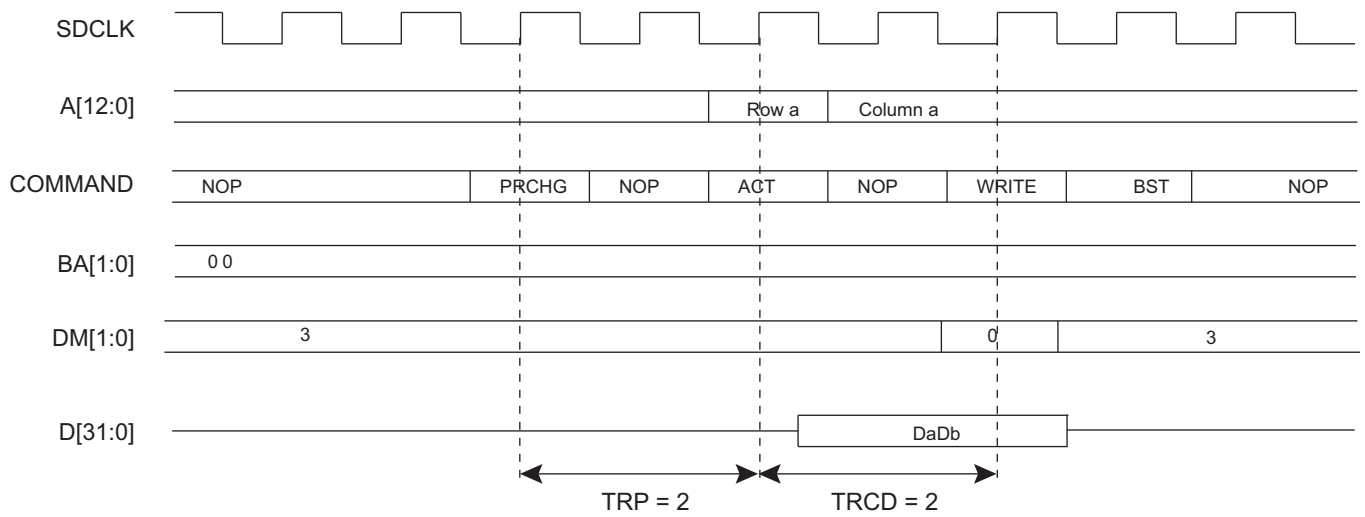 SDCLK
A[12:0] Row a Column a
COMMAND NOP PRCHG NOP ACT NOP WRITE BST NOP
BA[1:0] 0 0
DM[1:0] 3 0 3
D[31:0] DaDb
TRP = 2 TRCD = 2